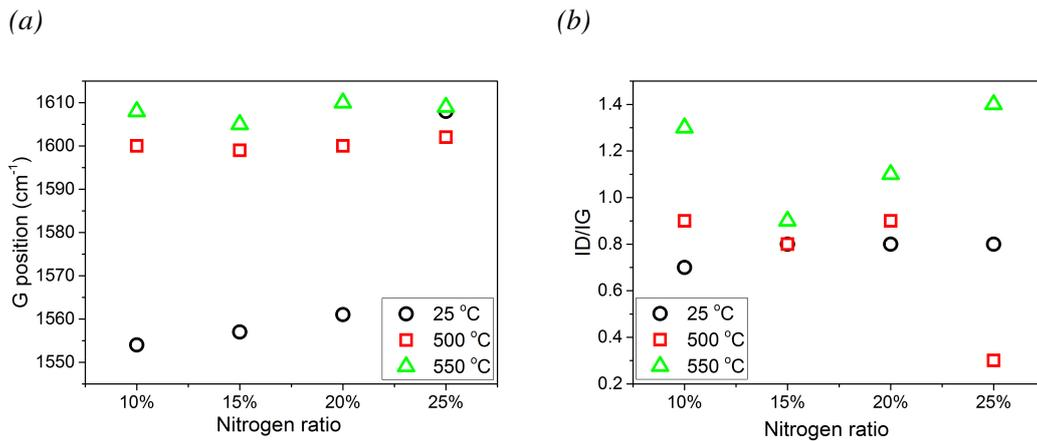 (a)
(b)
1610
1600
1590
1580
1570
1560
1550
G position (cm⁻¹)
10% 15% 20% 25%
Nitrogen ratio
25 °C
500 °C
550 °C
1.4
1.2
1.0
0.8
0.6
0.4
0.2
ID/IG
10% 15% 20% 25%
Nitrogen ratio
25 °C
500 °C
550 °C